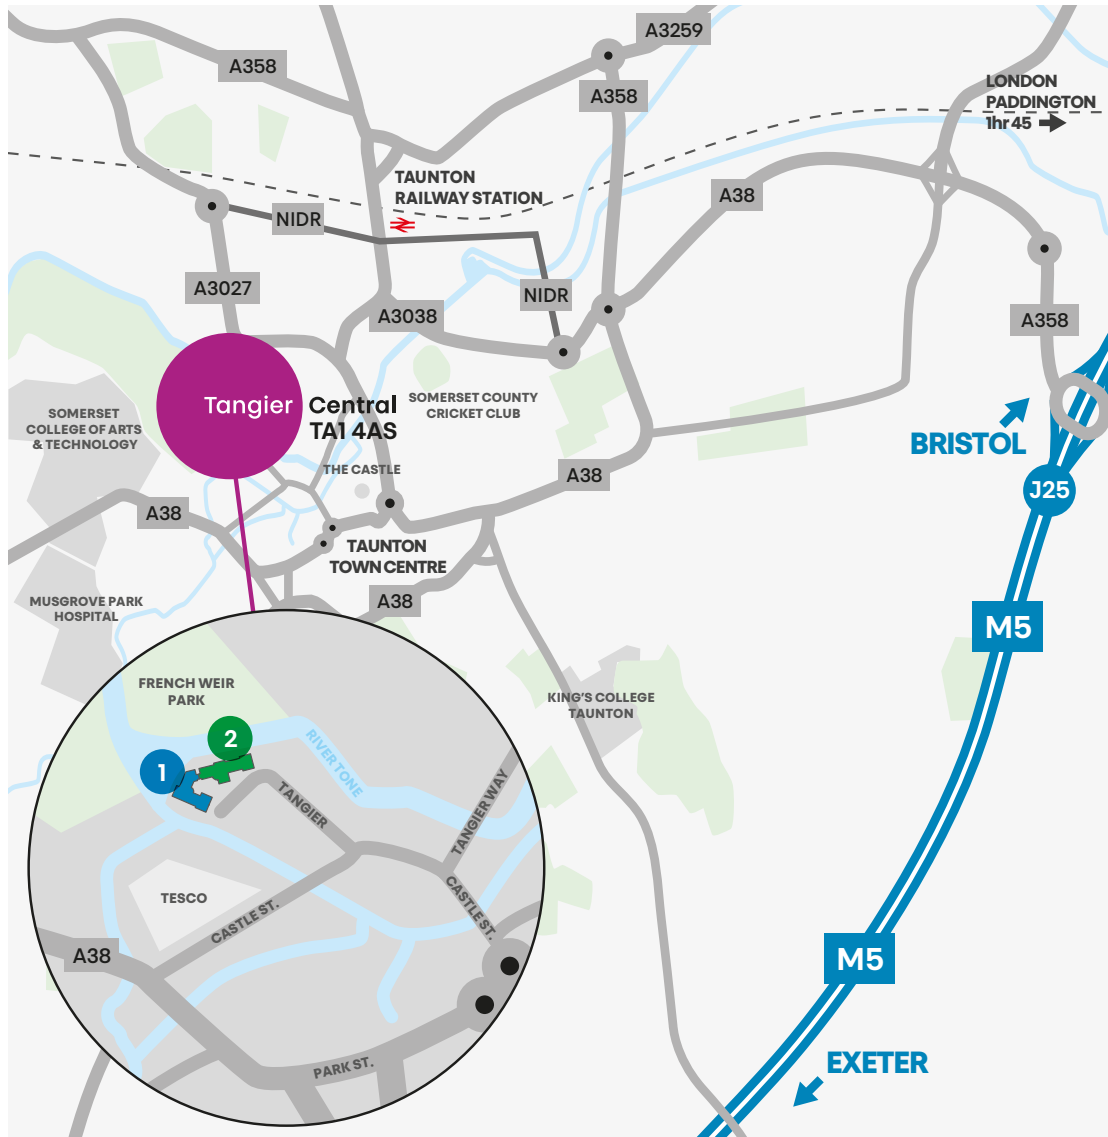 A3259
A358
A358
LONDON
PADDINGTON
1hr 45
TAUNTON
RAILWAY STATION
A38
NIDR
A3027
NIDR
A3038
A358
Tangier Central
TA1 4AS
SOMERSET COUNTY
CRICKET CLUB
SOMERSET
COLLEGE OF ARTS
& TECHNOLOGY
BRISTOL
THE CASTLE
A38
J25
A38
TAUNTON
TOWN CENTRE
A38
MUSGROVE PARK
HOSPITAL
M5
FRENCH WEIR
PARK
KING'S COLLEGE
TAUNTON
2
1
RIVER TONE
TANGIER
TANGIER WAY
TESCO
CASTLE ST.
CASTLE ST.
A38
M5
PARK ST.
EXETER